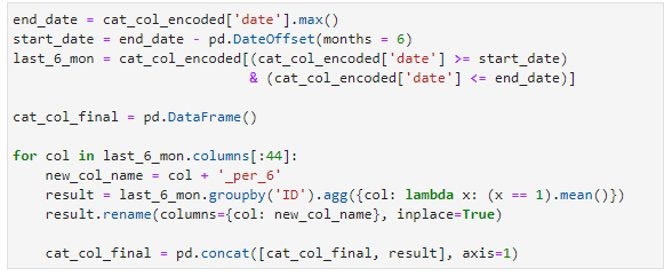 end_date = cat_col_encoded['date'].max()
start_date = end_date - pd.DateOffset(months = 6)
last_6_mon = cat_col_encoded[(cat_col_encoded['date'] >= start_date)
                             & (cat_col_encoded['date'] <= end_date)]

cat_col_final = pd.DataFrame()

for col in last_6_mon.columns[:44]:
    new_col_name = col + '_per_6'
    result = last_6_mon.groupby('ID').agg({col: lambda x: (x == 1).mean()})
    result.rename(columns={col: new_col_name}, inplace=True)

    cat_col_final = pd.concat([cat_col_final, result], axis=1)